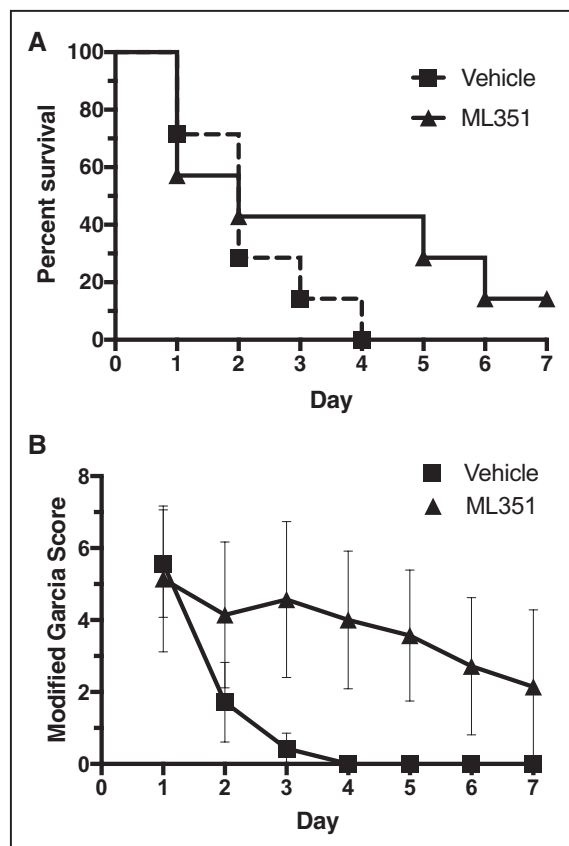 A
100
80
60
40
20
0
Percent survival
Vehicle
ML351
0 1 2 3 4 5 6 7
Day
B
8
6
4
2
0
Modified Garcia Score
Vehicle
ML351
1 2 3 4 5 6 7
Day